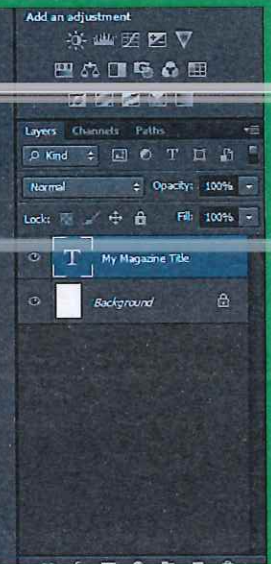 Add an adjustment
Layers Channels Paths
Kind T
Normal Opacity: 100%
Lock: Fill: 100%
T My Magazine Title
Background